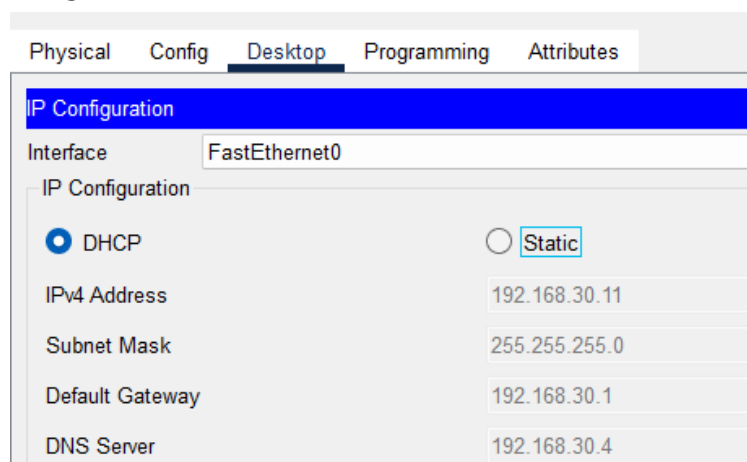 Physical Config Desktop Programming Attributes
IP Configuration
Interface FastEthernet0
IP Configuration
DHCP Static
IPv4 Address 192.168.30.11
Subnet Mask 255.255.255.0
Default Gateway 192.168.30.1
DNS Server 192.168.30.4